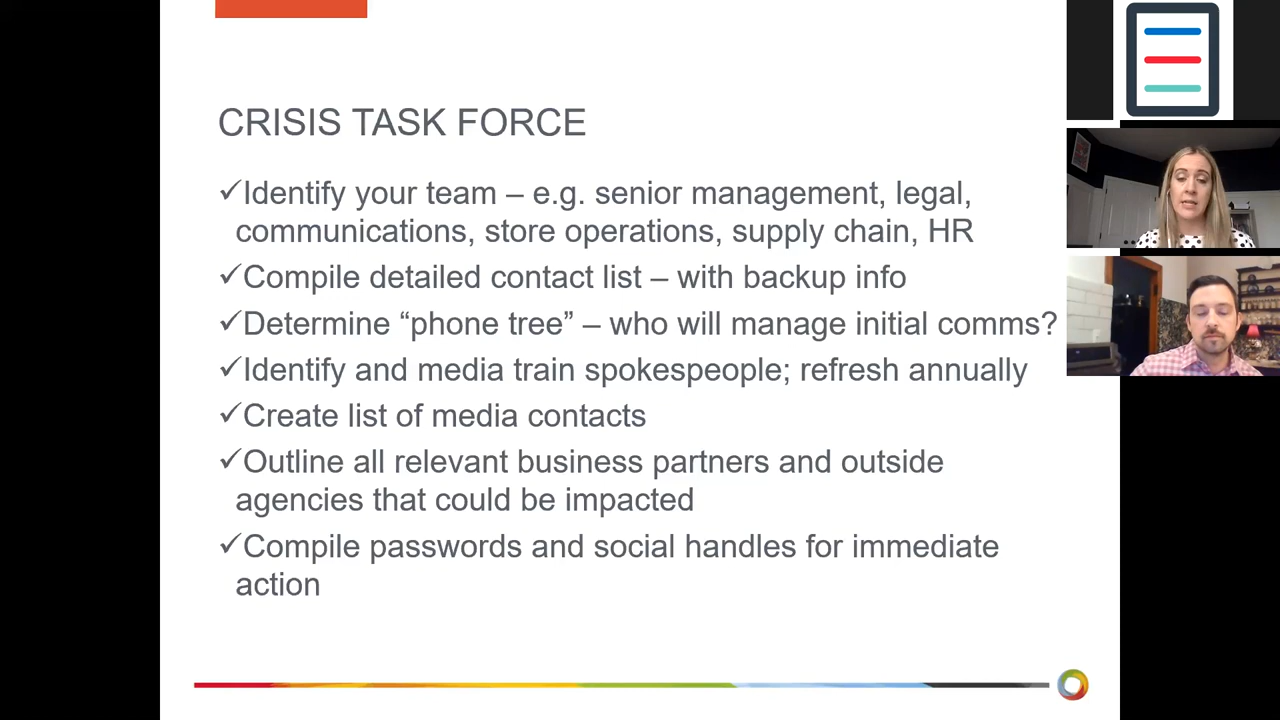 CRISIS TASK FORCE
✓Identify your team – e.g. senior management, legal,
communications, store operations, supply chain, HR
✓Compile detailed contact list – with backup info
✓Determine “phone tree” – who will manage initial comms?
✓Identify and media train spokespeople; refresh annually
✓Create list of media contacts
✓Outline all relevant business partners and outside
agencies that could be impacted
✓Compile passwords and social handles for immediate
action